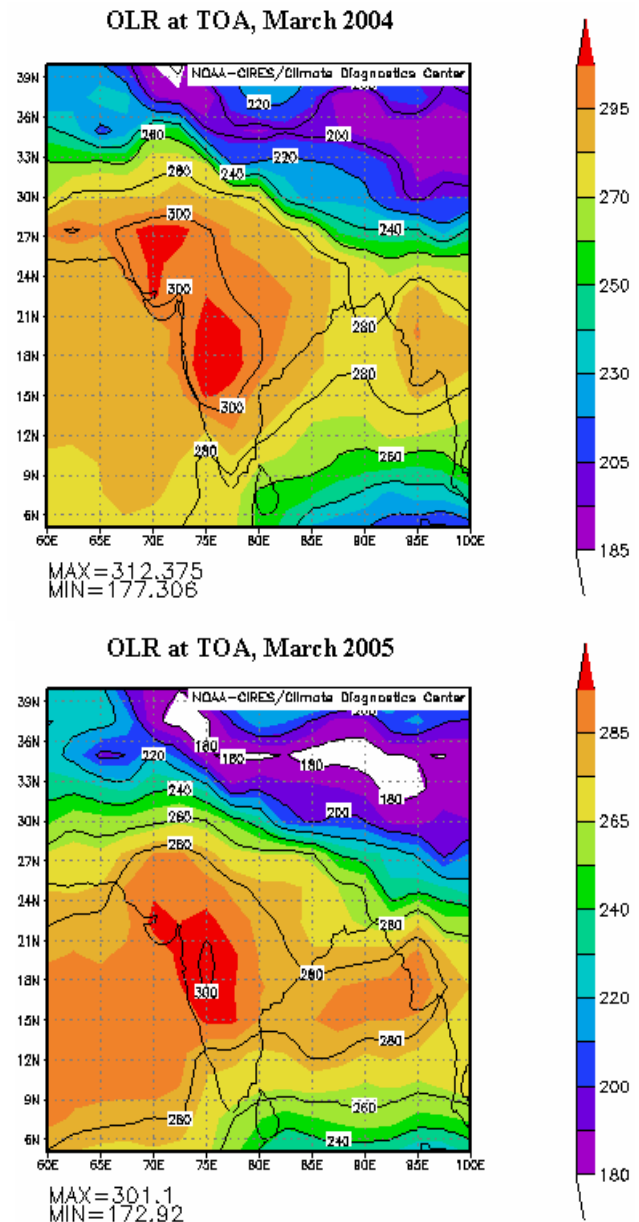 OLR at TOA, March 2004
NOAA-CIRES/Climate Diagnostics Center
39N
36N
33N
30N
27N
24N
21N
18N
15N
12N
9N
6N
60E 65E 70E 75E 80E 85E 90E 95E 100E
220
200
260
220
280
240
300
240
300
280
280
300
280
260
295
270
230
205
185
MAX=312.375
MIN=177.306
OLR at TOA, March 2005
NOAA-CIRES/Climate Diagnostics Center
39N
36N
33N
30N
27N
24N
21N
18N
15N
12N
9N
6N
60E 65E 70E 75E 80E 85E 90E 95E 100E
180
180
220
180
180
240
200
260
280
280
300
280
260
240
285
265
240
220
200
180
MAX=301.1
MIN=172.92